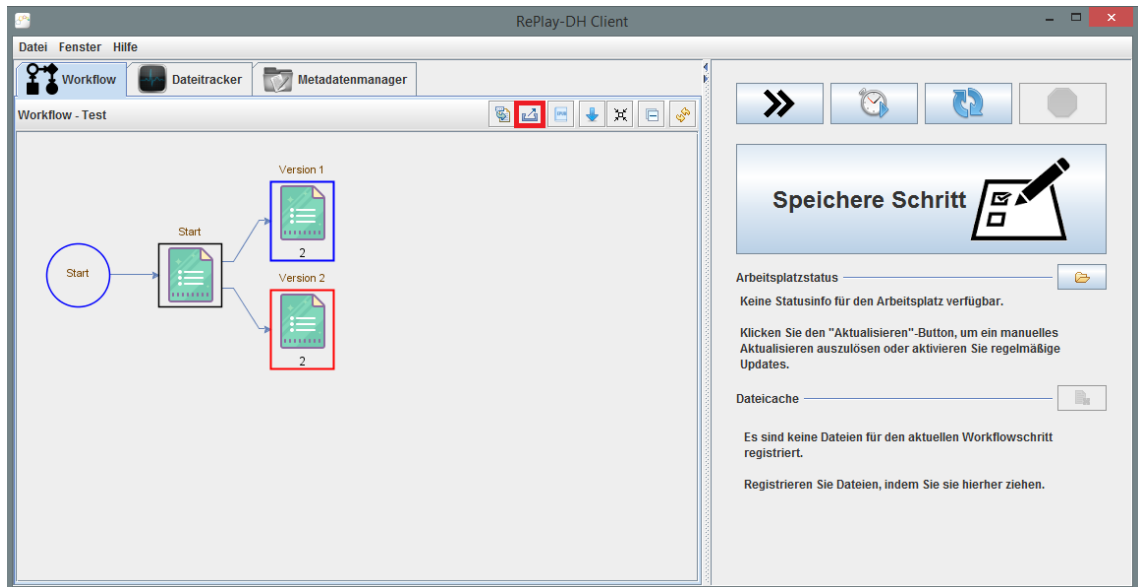 RePlay-DH Client
Datei Fenster Hilfe
Workflow
Dateitracker
Metadatenmanager
Workflow - Test
Version 1
Start
Start
2
Version 2
2
Speichere Schritt
Arbeitsplatzstatus
Keine Statusinfo für den Arbeitsplatz verfügbar.
Klicken Sie den "Aktualisieren"-Button, um ein manuelles
Aktualisieren auszulösen oder aktivieren Sie regelmäßige
Updates.
Dateicache
Es sind keine Dateien für den aktuellen Workflowschritt
registriert.
Registrieren Sie Dateien, indem Sie sie hierher ziehen.